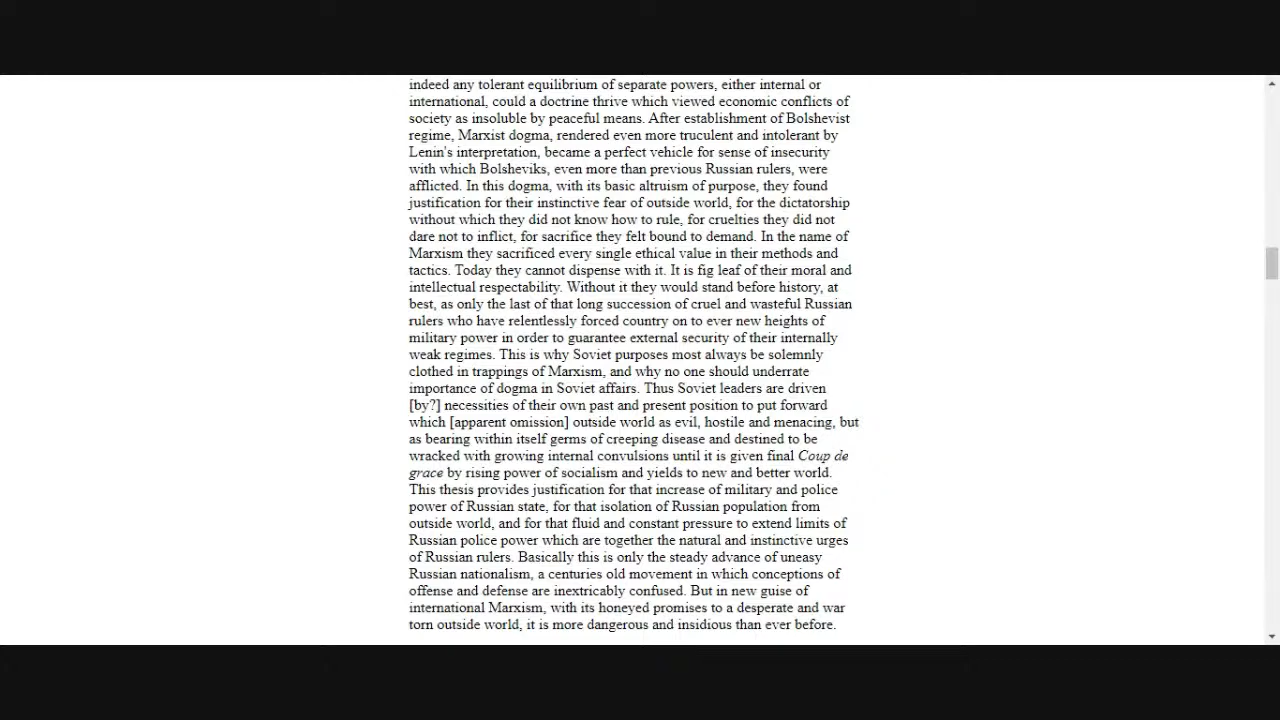 indeed any tolerant equilibrium of separate powers, either internal or
international, could a doctrine thrive which viewed economic conflicts of
society as insoluble by peaceful means. After establishment of Bolshevist
regime, Marxist dogma, rendered even more truculent and intolerant by
Lenin's interpretation, became a perfect vehicle for sense of insecurity
with which Bolsheviks, even more than previous Russian rulers, were
afflicted. In this dogma, with its basic altruism of purpose, they found
justification for their instinctive fear of outside world, for the dictatorship
without which they did not know how to rule, for cruelties they did not
dare not to inflict, for sacrifice they felt bound to demand. In the name of
Marxism they sacrificed every single ethical value in their methods and
tactics. Today they cannot dispense with it. It is fig leaf of their moral and
intellectual respectability. Without it they would stand before history, at
best, as only the last of that long succession of cruel and wasteful Russian
rulers who have relentlessly forced country on to ever new heights of
military power in order to guarantee external security of their internally
weak regimes. This is why Soviet purposes most always be solemnly
clothed in trappings of Marxism, and why no one should underrate
importance of dogma in Soviet affairs. Thus Soviet leaders are driven
[by?] necessities of their own past and present position to put forward
which [apparent omission] outside world as evil, hostile and menacing, but
as bearing within itself germs of creeping disease and destined to be
wracked with growing internal convulsions until it is given final Coup de
grace by rising power of socialism and yields to new and better world.
This thesis provides justification for that increase of military and police
power of Russian state, for that isolation of Russian population from
outside world, and for that fluid and constant pressure to extend limits of
Russian police power which are together the natural and instinctive urges
of Russian rulers. Basically this is only the steady advance of uneasy
Russian nationalism, a centuries old movement in which conceptions of
offense and defense are inextricably confused. But in new guise of
international Marxism, with its honeyed promises to a desperate and war
torn outside world, it is more dangerous and insidious than ever before.